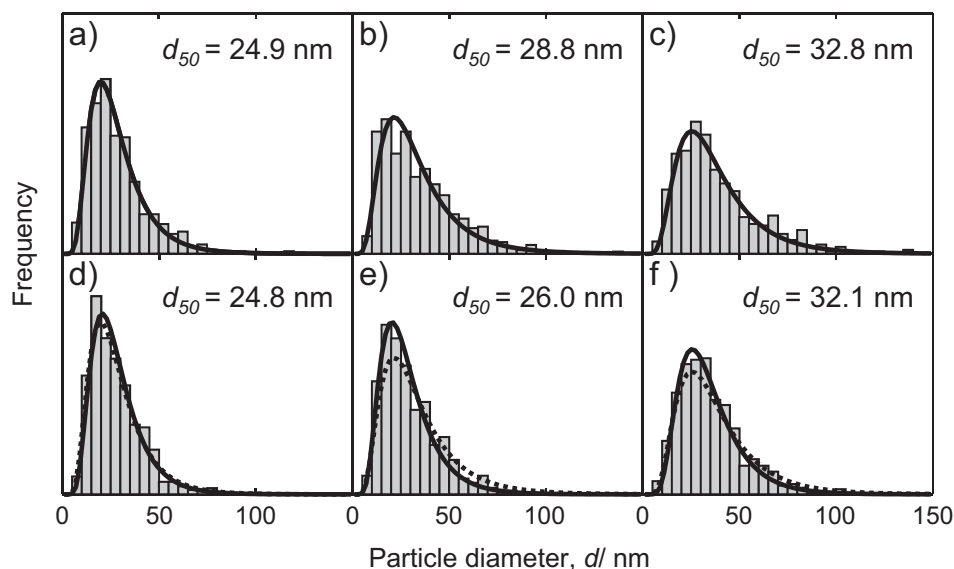 a)
d50 = 24.9 nm
b)
d50 = 28.8 nm
c)
d50 = 32.8 nm
Frequency
d)
d50 = 24.8 nm
e)
d50 = 26.0 nm
f)
d50 = 32.1 nm
0 50 100 0 50 100 0 50 100 150
Particle diameter, d/ nm